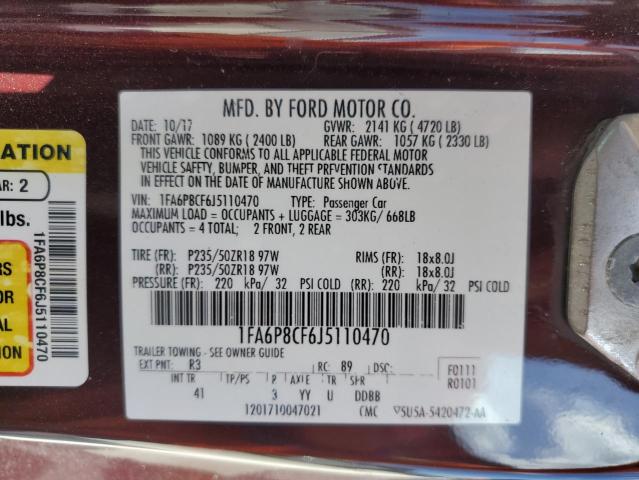 MFD. BY FORD MOTOR CO.
DATE: 10/17 GVWR: 2141 KG ( 4720 LB)
FRONT GAWR: 1089 KG ( 2400 LB) REAR GAWR: 1057 KG ( 2330 LB)
THIS VEHICLE CONFORMS TO ALL APPLICABLE FEDERAL MOTOR
VEHICLE SAFETY, BUMPER, AND THEFT PREVENTION STANDARDS
IN EFFECT ON THE DATE OF MANUFACTURE SHOWN ABOVE.
VIN: 1FA6P8CF6J5110470 TYPE: Passenger Car
MAXIMUM LOAD = OCCUPANTS + LUGGAGE = 303KG/ 668LB
OCCUPANTS = 4 TOTAL; 2 FRONT, 2 REAR
TIRE (FR): P235/50ZR18 97W RIMS (FR): 18x8.0J
(RR): P235/50ZR18 97W (RR): 18x8.0J
PRESSURE (FR): 220 kPa/ 32 PSI COLD (RR): 220 kPa/ 32 PSI COLD
1FA6P8CF6J5110470
TRAILER TOWING - SEE OWNER GUIDE
EXT PNT: R3 RC: 89 DSO: F0111
R0101
INT TR TP/PS R AXLE TR SPR
41 3 YY U DDBB
1201710047021 CMC
ATION
AR: 2
lbs.
RS
OR
AL
TION
1FA6P8CF6J5110470